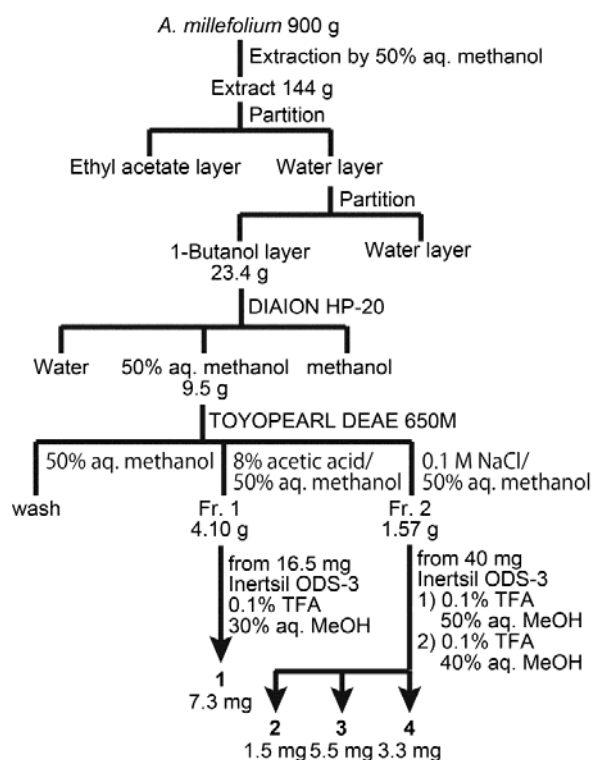 A. millefolium 900 g
Extraction by 50% aq. methanol
Extract 144 g
Partition
Ethyl acetate layer
Water layer
Partition
1-Butanol layer
23.4 g
Water layer
DIAION HP-20
Water
50% aq. methanol
9.5 g
methanol
TOYOPEARL DEAE 650M
50% aq. methanol
8% acetic acid/
50% aq. methanol
0.1 M NaCl/
50% aq. methanol
wash
Fr. 1
4.10 g
Fr. 2
1.57 g
from 16.5 mg
Inertsil ODS-3
0.1% TFA
30% aq. MeOH
from 40 mg
Inertsil ODS-3
1) 0.1% TFA
50% aq. MeOH
2) 0.1% TFA
40% aq. MeOH
1
7.3 mg
2
1.5 mg
3
5.5 mg
4
3.3 mg